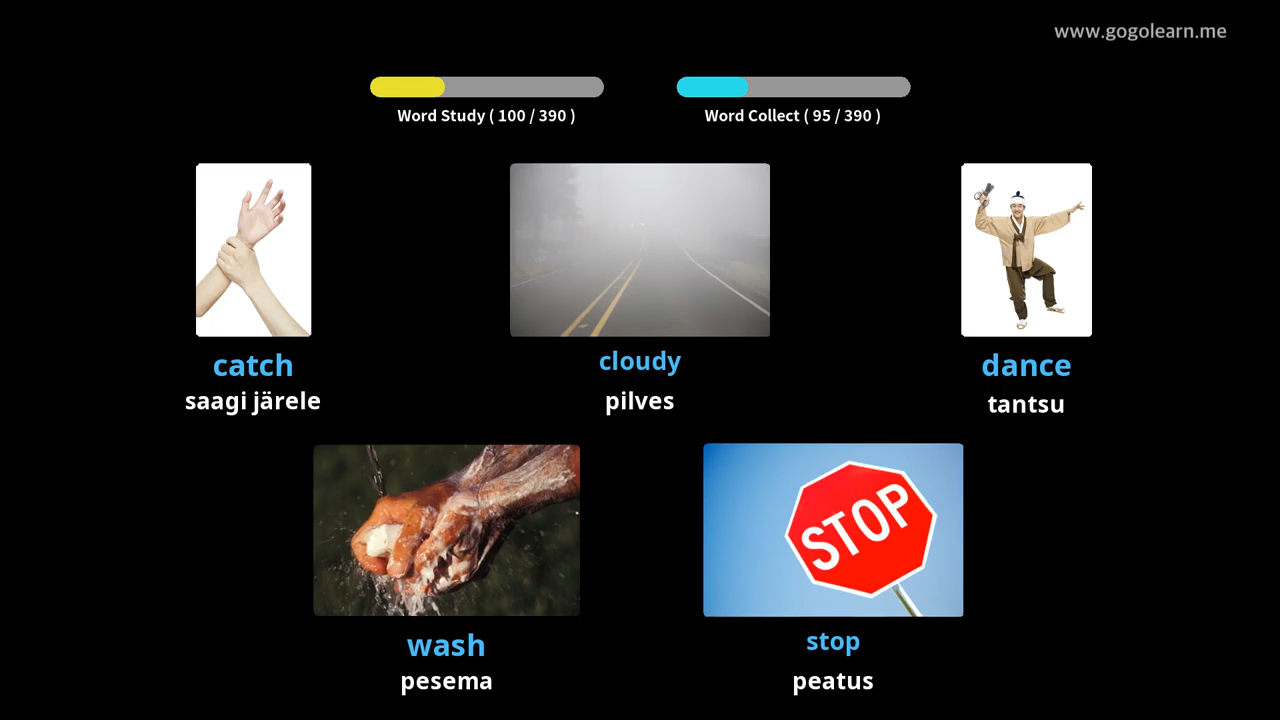 www.gogolearn.me
Word Study ( 100 / 390 )
Word Collect ( 95 / 390 )
catch
saagi järele
cloudy
pilves
dance
tantsu
STOP
wash
pesema
stop
peatus